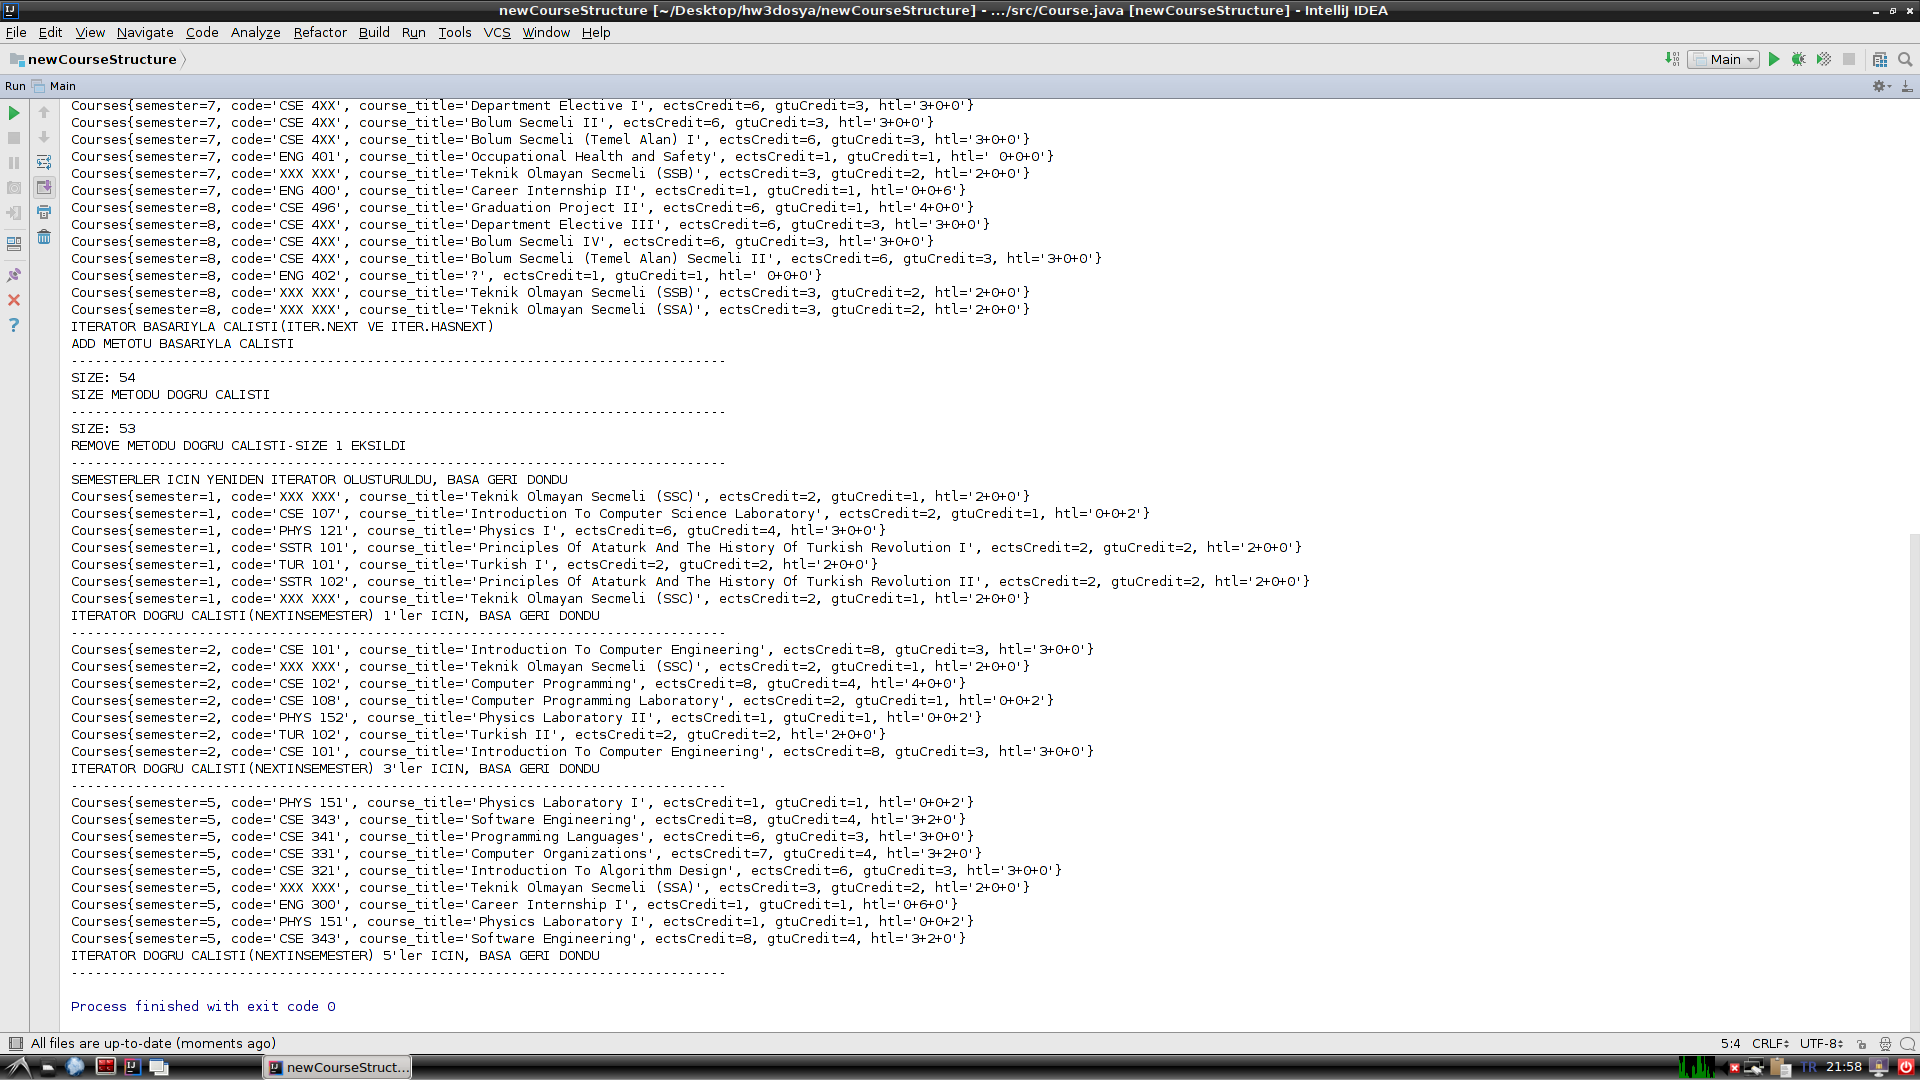 newCourseStructure [~/Desktop/hw3dosya/newCourseStructure] - .../src/Course.java [newCourseStructure] - IntelliJ IDEA
File Edit View Navigate Code Analyze Refactor Build Run Tools VCS Window Help
newCourseStructure
Main
Run Main
Courses{semester=7, code='CSE 4XX', course_title='Department Elective I', ectsCredit=6, gtuCredit=3, htl='3+0+0'}
Courses{semester=7, code='CSE 4XX', course_title='Bolum Secmeli II', ectsCredit=6, gtuCredit=3, htl='3+0+0'}
Courses{semester=7, code='CSE 4XX', course_title='Bolum Secmeli (Temel Alan) I', ectsCredit=6, gtuCredit=3, htl='3+0+0'}
Courses{semester=7, code='ENG 401', course_title='Occupational Health and Safety', ectsCredit=1, gtuCredit=1, htl=' 0+0+0'}
Courses{semester=7, code='XXX XXX', course_title='Teknik Olmayan Secmeli (SSB)', ectsCredit=3, gtuCredit=2, htl='2+0+0'}
Courses{semester=7, code='ENG 400', course_title='Career Internship II', ectsCredit=1, gtuCredit=1, htl='0+0+6'}
Courses{semester=8, code='CSE 496', course_title='Graduation Project II', ectsCredit=6, gtuCredit=1, htl='4+0+0'}
Courses{semester=8, code='CSE 4XX', course_title='Department Elective III', ectsCredit=6, gtuCredit=3, htl='3+0+0'}
Courses{semester=8, code='CSE 4XX', course_title='Bolum Secmeli IV', ectsCredit=6, gtuCredit=3, htl='3+0+0'}
Courses{semester=8, code='CSE 4XX', course_title='Bolum Secmeli (Temel Alan) Secmeli II', ectsCredit=6, gtuCredit=3, htl='3+0+0'}
Courses{semester=8, code='ENG 402', course_title='?', ectsCredit=1, gtuCredit=1, htl=' 0+0+0'}
Courses{semester=8, code='XXX XXX', course_title='Teknik Olmayan Secmeli (SSB)', ectsCredit=3, gtuCredit=2, htl='2+0+0'}
Courses{semester=8, code='XXX XXX', course_title='Teknik Olmayan Secmeli (SSA)', ectsCredit=3, gtuCredit=2, htl='2+0+0'}
ITERATOR BASARIYLA CALISTI(ITER.NEXT VE ITER.HASNEXT)
ADD METOTU BASARIYLA CALISTI
----------------------------------------------------------------------------------
SIZE: 54
SIZE METODU DOGRU CALISTI
----------------------------------------------------------------------------------
SIZE: 53
REMOVE METODU DOGRU CALISTI-SIZE 1 EKSILDI
----------------------------------------------------------------------------------
SEMESTERLER ICIN YENIDEN ITERATOR OLUSTURULDU, BASA GERI DONDU
Courses{semester=1, code='XXX XXX', course_title='Teknik Olmayan Secmeli (SSC)', ectsCredit=2, gtuCredit=1, htl='2+0+0'}
Courses{semester=1, code='CSE 107', course_title='Introduction To Computer Science Laboratory', ectsCredit=2, gtuCredit=1, htl='0+0+2'}
Courses{semester=1, code='PHYS 121', course_title='Physics I', ectsCredit=6, gtuCredit=4, htl='3+0+0'}
Courses{semester=1, code='SSTR 101', course_title='Principles Of Ataturk And The History Of Turkish Revolution I', ectsCredit=2, gtuCredit=2, htl='2+0+0'}
Courses{semester=1, code='TUR 101', course_title='Turkish I', ectsCredit=2, gtuCredit=2, htl='2+0+0'}
Courses{semester=1, code='SSTR 102', course_title='Principles Of Ataturk And The History Of Turkish Revolution II', ectsCredit=2, gtuCredit=2, htl='2+0+0'}
Courses{semester=1, code='XXX XXX', course_title='Teknik Olmayan Secmeli (SSC)', ectsCredit=2, gtuCredit=1, htl='2+0+0'}
ITERATOR DOGRU CALISTI(NEXTINSEMESTER) 1'ler ICIN, BASA GERI DONDU
----------------------------------------------------------------------------------
Courses{semester=2, code='CSE 101', course_title='Introduction To Computer Engineering', ectsCredit=8, gtuCredit=3, htl='3+0+0'}
Courses{semester=2, code='XXX XXX', course_title='Teknik Olmayan Secmeli (SSC)', ectsCredit=2, gtuCredit=1, htl='2+0+0'}
Courses{semester=2, code='CSE 102', course_title='Computer Programming', ectsCredit=8, gtuCredit=4, htl='4+0+0'}
Courses{semester=2, code='CSE 108', course_title='Computer Programming Laboratory', ectsCredit=2, gtuCredit=1, htl='0+0+2'}
Courses{semester=2, code='PHYS 152', course_title='Physics Laboratory II', ectsCredit=1, gtuCredit=1, htl='0+0+2'}
Courses{semester=2, code='TUR 102', course_title='Turkish II', ectsCredit=2, gtuCredit=2, htl='2+0+0'}
Courses{semester=2, code='CSE 101', course_title='Introduction To Computer Engineering', ectsCredit=8, gtuCredit=3, htl='3+0+0'}
ITERATOR DOGRU CALISTI(NEXTINSEMESTER) 3'ler ICIN, BASA GERI DONDU
----------------------------------------------------------------------------------
Courses{semester=5, code='PHYS 151', course_title='Physics Laboratory I', ectsCredit=1, gtuCredit=1, htl='0+0+2'}
Courses{semester=5, code='CSE 343', course_title='Software Engineering', ectsCredit=8, gtuCredit=4, htl='3+2+0'}
Courses{semester=5, code='CSE 341', course_title='Programming Languages', ectsCredit=6, gtuCredit=3, htl='3+0+0'}
Courses{semester=5, code='CSE 331', course_title='Computer Organizations', ectsCredit=7, gtuCredit=4, htl='3+2+0'}
Courses{semester=5, code='CSE 321', course_title='Introduction To Algorithm Design', ectsCredit=6, gtuCredit=3, htl='3+0+0'}
Courses{semester=5, code='XXX XXX', course_title='Teknik Olmayan Secmeli (SSA)', ectsCredit=3, gtuCredit=2, htl='2+0+0'}
Courses{semester=5, code='ENG 300', course_title='Career Internship I', ectsCredit=1, gtuCredit=1, htl='0+6+0'}
Courses{semester=5, code='PHYS 151', course_title='Physics Laboratory I', ectsCredit=1, gtuCredit=1, htl='0+0+2'}
Courses{semester=5, code='CSE 343', course_title='Software Engineering', ectsCredit=8, gtuCredit=4, htl='3+2+0'}
ITERATOR DOGRU CALISTI(NEXTINSEMESTER) 5'ler ICIN, BASA GERI DONDU
----------------------------------------------------------------------------------
Process finished with exit code 0
All files are up-to-date (moments ago)
5:4 CRLF UTF-8
newCourseStruct...
TR 21:58